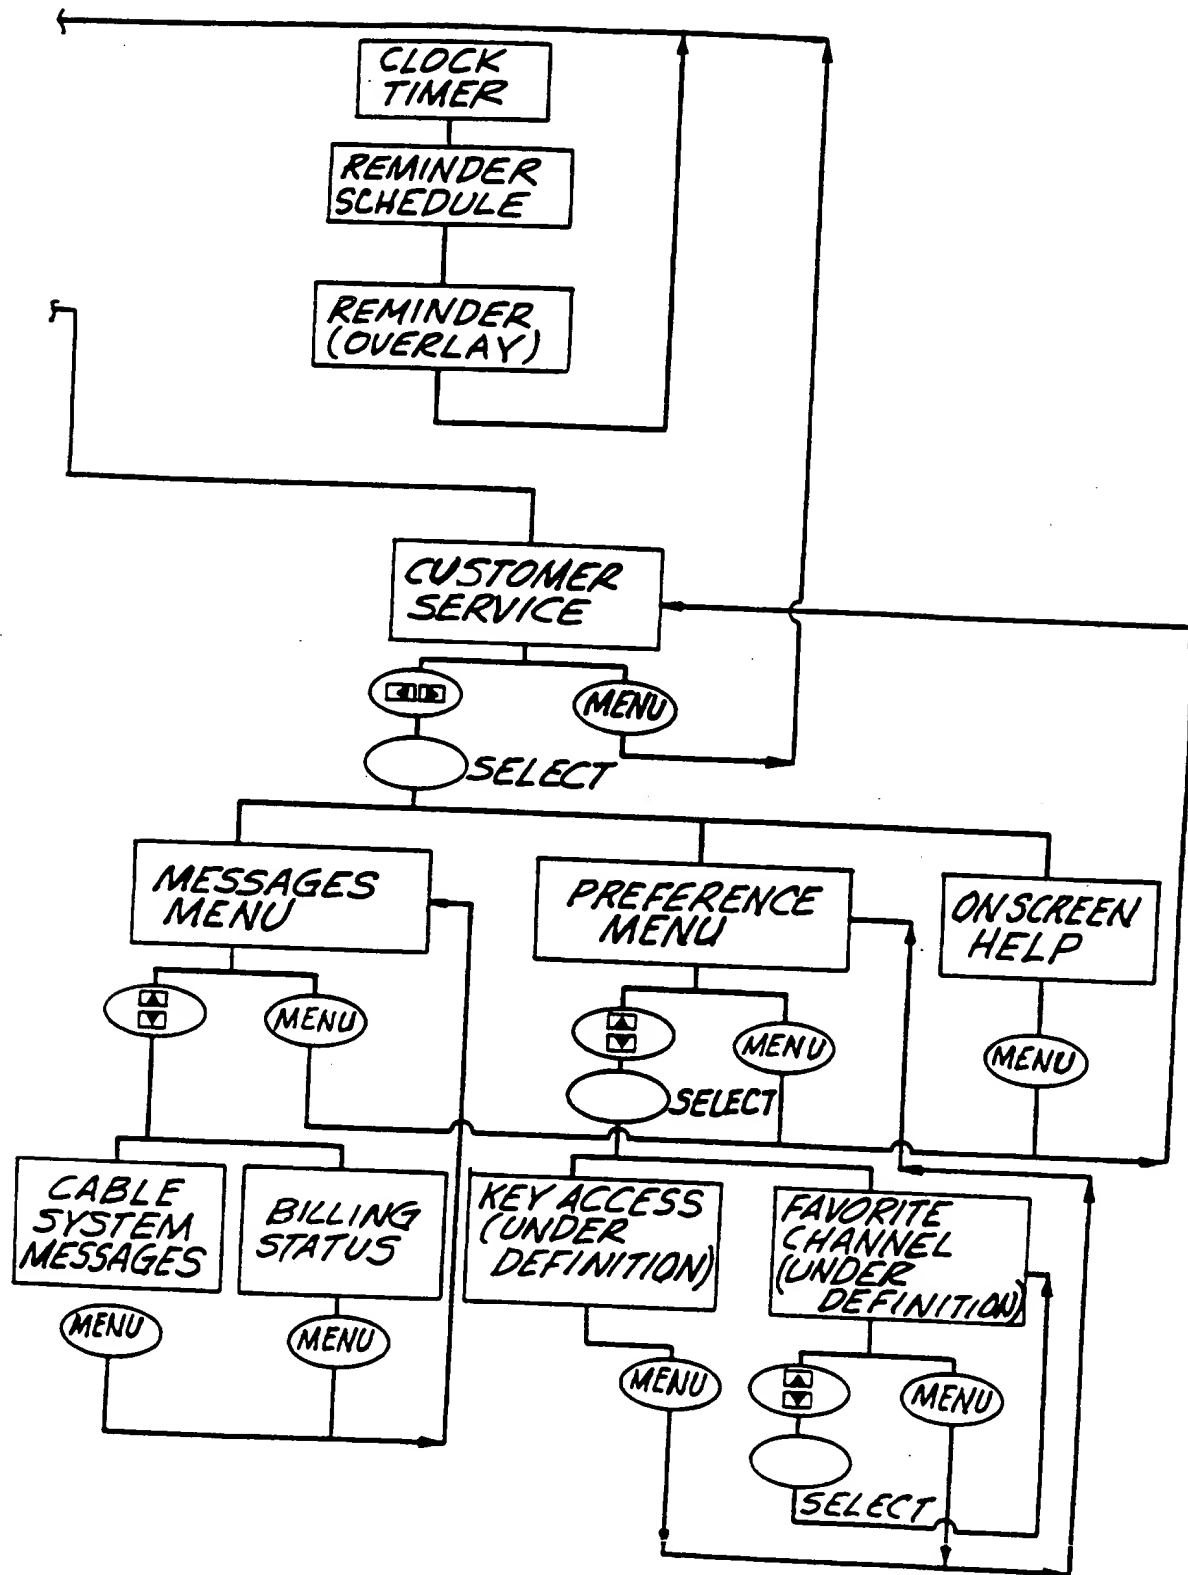 CLOCK
TIMER
REMINDER
SCHEDULE
REMINDER
(OVERLAY)
CUSTOMER
SERVICE
MENU
SELECT
MESSAGES
MENU
PREFERENCE
MENU
ON SCREEN
HELP
MENU
MENU
MENU
SELECT
CABLE
SYSTEM
MESSAGES
BILLING
STATUS
KEY ACCESS
(UNDER
DEFINITION)
FAVORITE
CHANNEL
(UNDER
DEFINITION)
MENU
MENU
MENU
MENU
SELECT